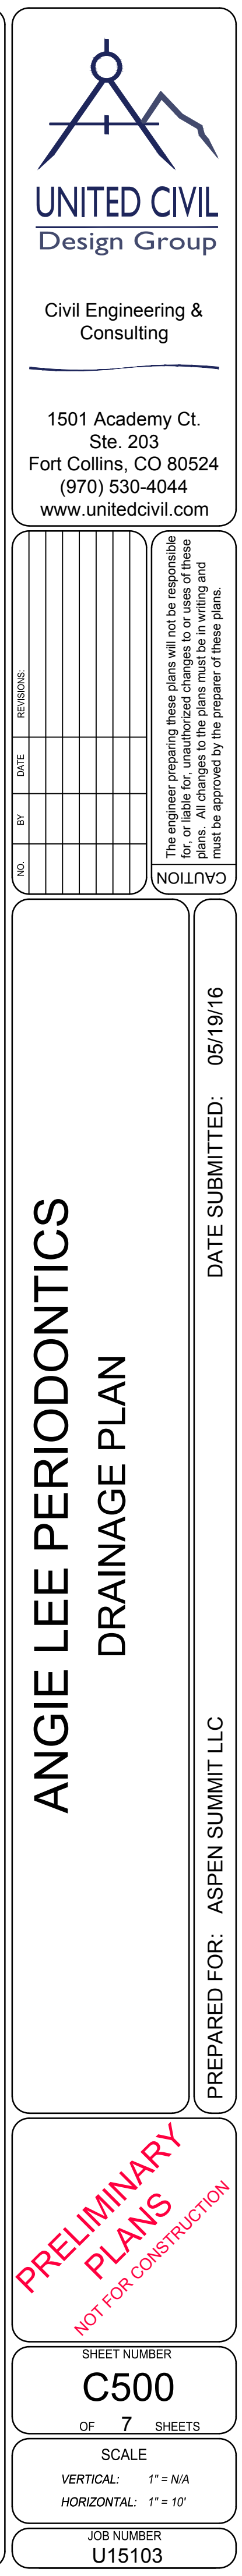 UNITED CIVIL
Design Group
Civil Engineering &
Consulting
1501 Academy Ct.
Ste. 203
Fort Collins, CO 80524
(970) 530-4044
www.unitedcivil.com
NO. BY DATE REVISIONS:
CAUTION
The engineer preparing these plans will not be responsible
for, or liable for, unauthorized changes to or uses of these
plans. All changes to the plans must be in writing and
must be approved by the preparer of these plans.
ANGIE LEE PERIODONTICS
DRAINAGE PLAN
PREPARED FOR: ASPEN SUMMIT LLC DATE SUBMITTED: 05/19/16
PRELIMINARY
PLANS
NOT FOR CONSTRUCTION
SHEET NUMBER
C500
OF 7 SHEETS
SCALE
VERTICAL: 1" = N/A
HORIZONTAL: 1" = 10'
JOB NUMBER
U15103